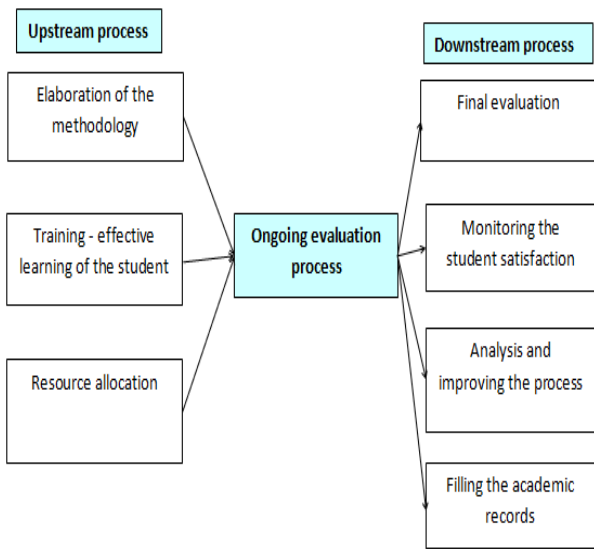 Upstream process
Elaboration of the
methodology
Training - effective
learning of the student
Resource allocation
Ongoing evaluation
process
Downstream process
Final evaluation
Monitoring the
student satisfaction
Analysis and
improving the process
Filling the academic
records